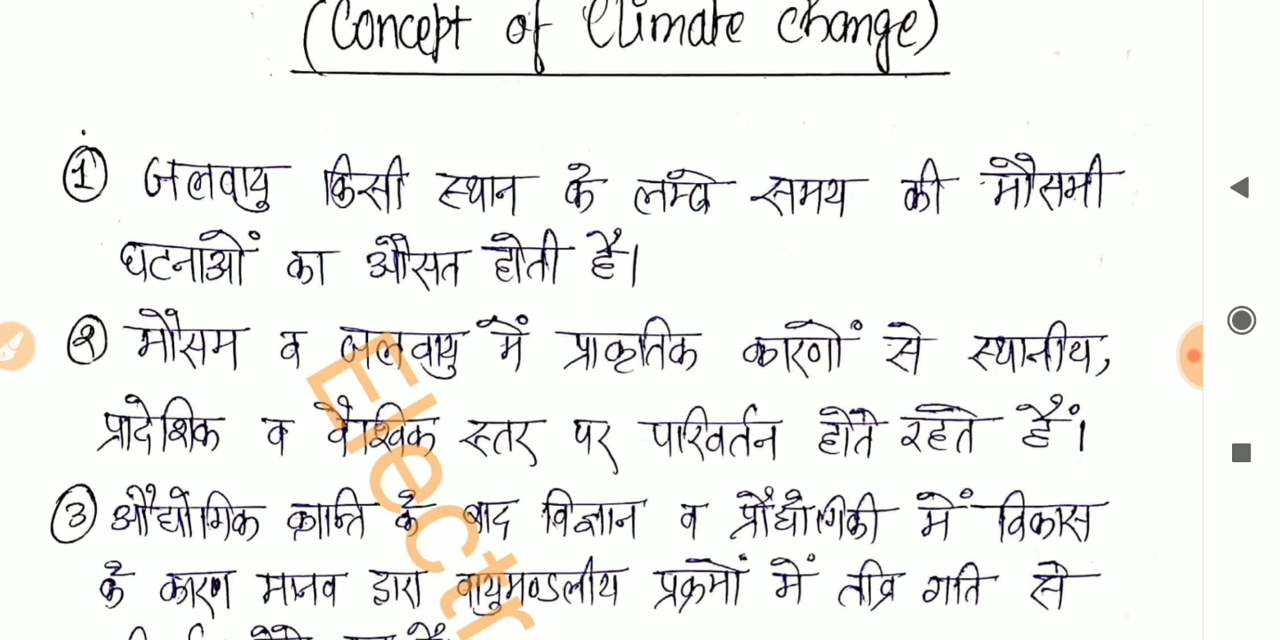 (Concept of Climate change)
① जलवायु किसी स्थान के लम्बे समय की मौसमी
घटनाओं का औसत होती है।
② मौसम व जलवायु में प्राकृतिक कारणों से स्थानीय,
प्रादेशिक व वैश्विक स्तर पर परिवर्तन होते रहते हैं।
③ औद्योगिक क्रान्ति के बाद विज्ञान व प्रौद्योगिकी में विकास
के कारण मानव द्वारा वायुमण्डलीय प्रक्रमों में तीव्र गति से
Electr